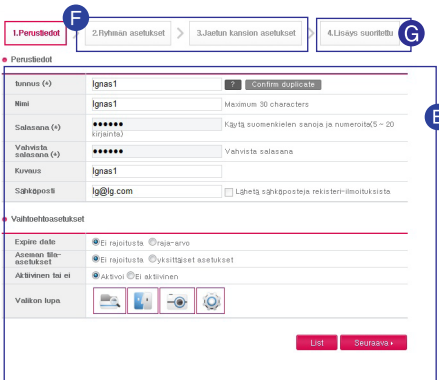 F
1.Perustiedot
2.Ryhmän asetukset
3.Jaetun kansion asetukset
4.Lisäys suoritettu
G
Perustiedot
E
tunnus (*) lgnas1 ? Confirm duplicate
Nimi lgnas1 Maximum 30 characters
Salasana (*) ●●●●●● Käytä suomenkielen sanoja ja numeroita(5 ~ 20
kirjainta)
Vahvista
salasana (*) ●●●●●● Vahvista salasana
Kuvaus lgnas1
Sähköposti lg@lg.com Lähetä sähköposteja rekisteri-ilmoituksista
Vaihtoehtoasetukset
Expire date Ei rajoitusta raja-arvo
Aseman tila-
asetukset Ei rajoitusta yksittäiset asetukset
Aktiivinen tai ei Aktivoi Ei aktiivinen
Valikon lupa
List
Seuraava